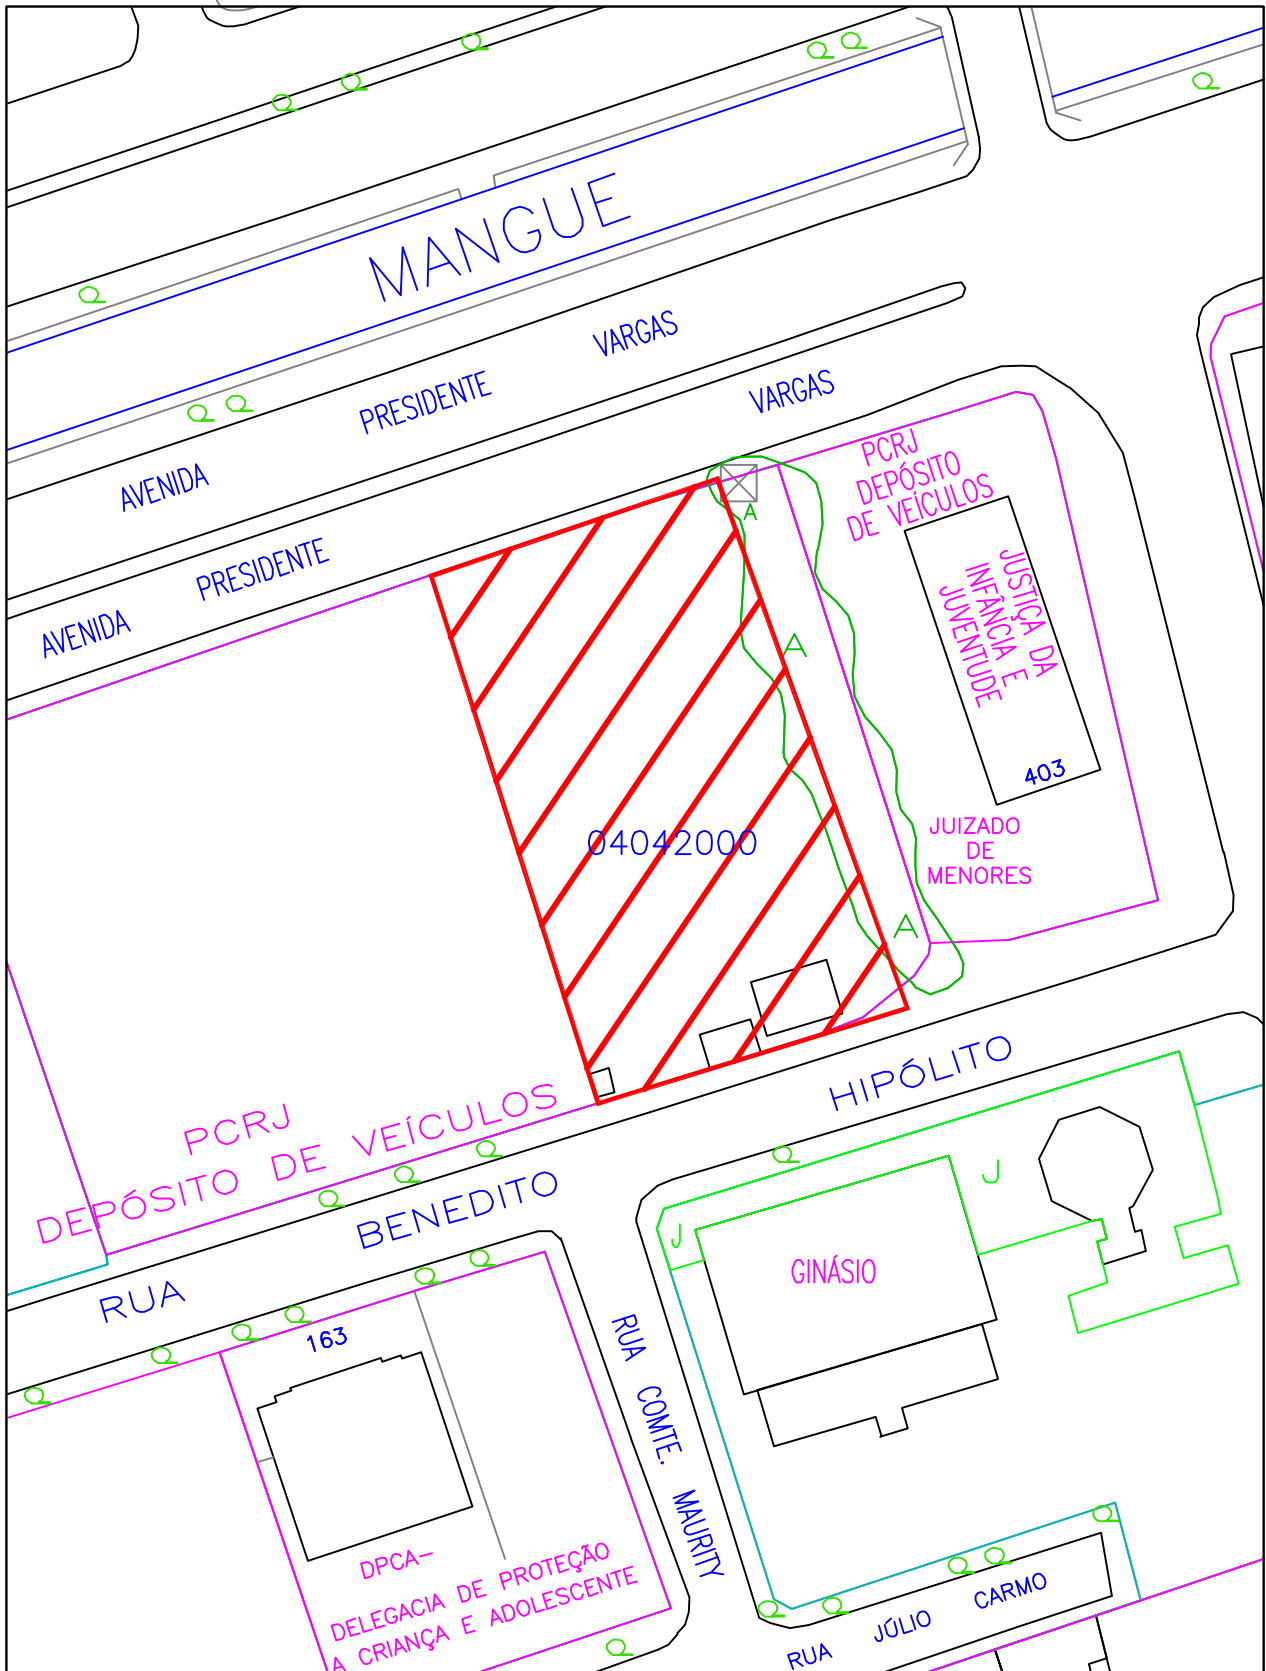 MANGUE
AVENIDA PRESIDENTE VARGAS
AVENIDA PRESIDENTE VARGAS
PCRJ
DEPÓSITO
DE VEÍCULOS
JUSTIÇA DA
INFÂNCIA E
JUVENTUDE
403
JUIZADO
DE
MENORES
A
A
A
04042000
PCRJ
DEPÓSITO DE VEÍCULOS
RUA BENEDITO HIPÓLITO
J
J
GINÁSIO
163
RUA COMTE. MAURITY
DPCA-
DELEGACIA DE PROTEÇÃO
A CRIANÇA E ADOLESCENTE
RUA JÚLIO CARMO